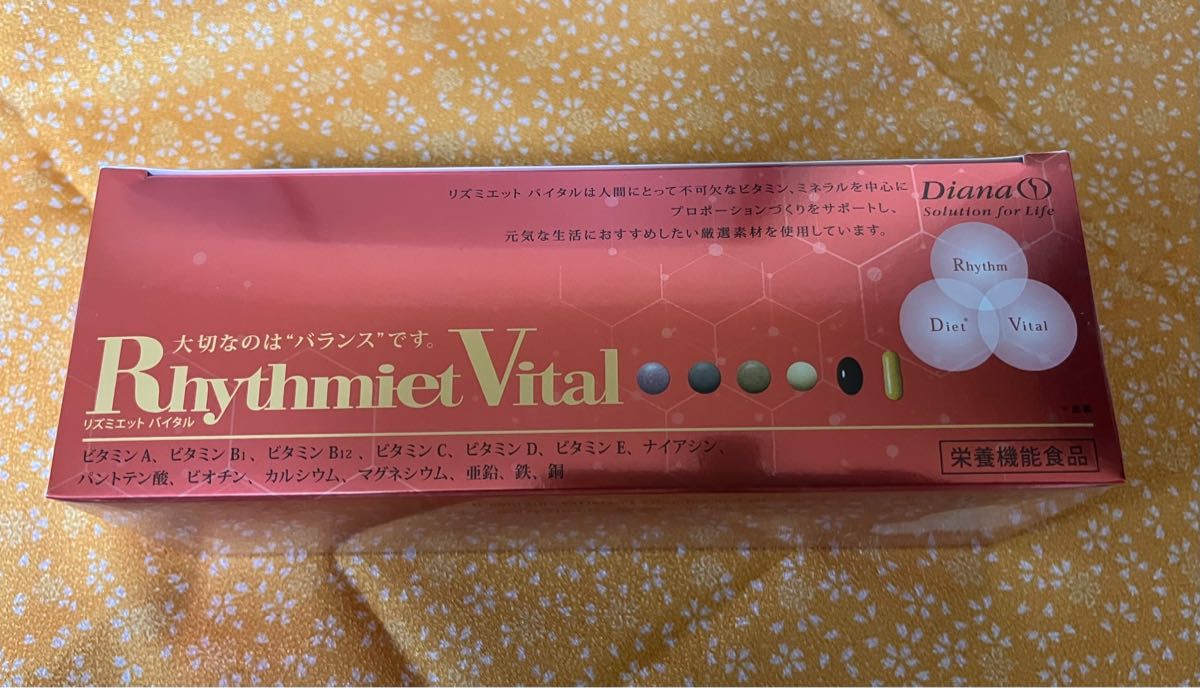 リズミエット バイタルは人間にとって不可欠なビタミン、ミネラルを中心に
プロポーションづくりをサポートし、
元気な生活におすすめしたい厳選素材を使用しています。
Diana
Solution for Life
Rhythm
Diet*
Vital
大切なのは“バランス”です。
Rhythmiet Vital
リズミエット バイタル
ビタミンA、ビタミンB1、ビタミンB12、ビタミンC、ビタミンD、ビタミンE、ナイアシン、
パントテン酸、ビオチン、カルシウム、マグネシウム、亜鉛、鉄、銅
栄養機能食品